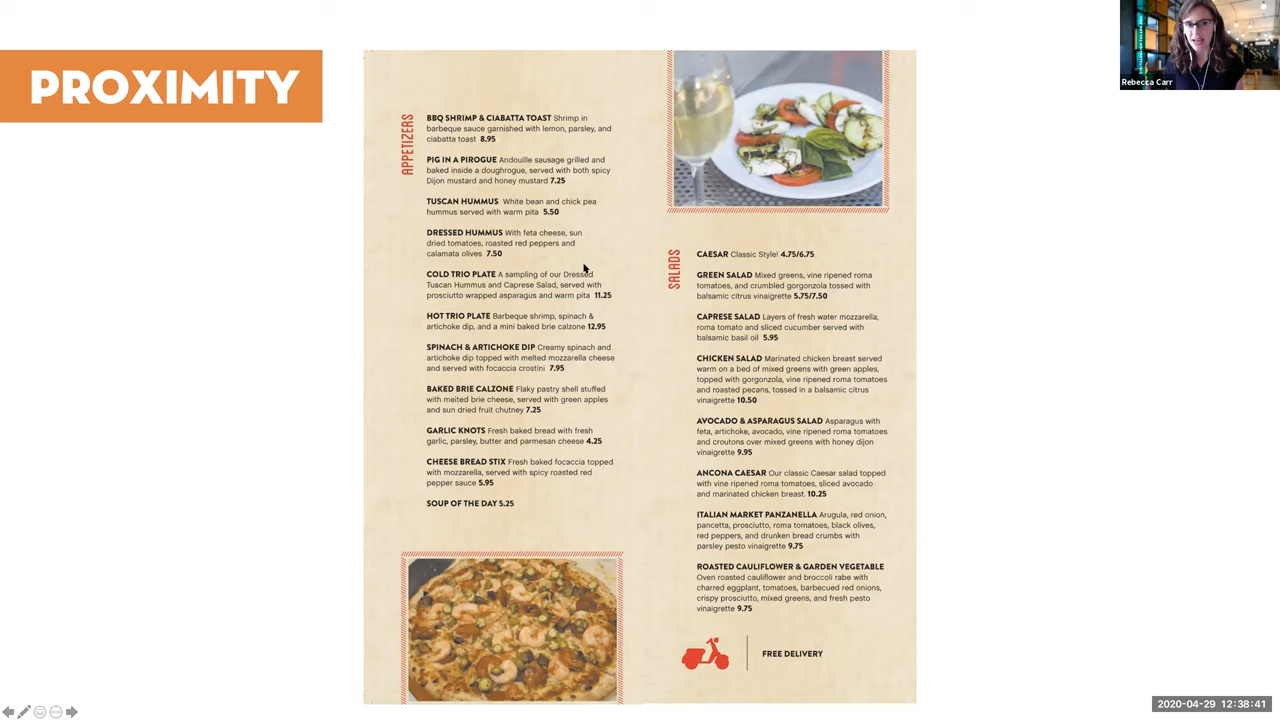 PROXIMITY
APPETIZERS
BBQ SHRIMP & CIABATTA TOAST Shrimp in
barbeque sauce garnished with lemon, parsley, and
ciabatta toast 8.95
PIG IN A PIROGUE Andouille sausage grilled and
baked inside a doughrogue, served with both spicy
Dijon mustard and honey mustard 7.25
TUSCAN HUMMUS White bean and chick pea
hummus served with warm pita 5.50
DRESSED HUMMUS With feta cheese, sun
dried tomatoes, roasted red peppers and
calamata olives 7.50
COLD TRIO PLATE A sampling of our Dressed
Tuscan Hummus and Caprese Salad, served with
prosciutto wrapped asparagus and warm pita 11.25
HOT TRIO PLATE Barbeque shrimp, spinach &
artichoke dip, and a mini baked brie calzone 12.95
SPINACH & ARTICHOKE DIP Creamy spinach and
artichoke dip topped with melted mozzarella cheese
and served with focaccia crostini 7.95
BAKED BRIE CALZONE Flaky pastry shell stuffed
with melted brie cheese, served with green apples
and sun dried fruit chutney 7.25
GARLIC KNOTS Fresh baked bread with fresh
garlic, parsley, butter and parmesan cheese 4.25
CHEESE BREAD STIX Fresh baked focaccia topped
with mozzarella, served with spicy roasted red
pepper sauce 5.95
SOUP OF THE DAY 5.25
SALADS
CAESAR Classic Style! 4.75/6.75
GREEN SALAD Mixed greens, vine ripened roma
tomatoes, and crumbled gorgonzola tossed with
balsamic citrus vinaigrette 5.75/7.50
CAPRESE SALAD Layers of fresh water mozzarella,
roma tomato and sliced cucumber served with
balsamic basil oil 5.95
CHICKEN SALAD Marinated chicken breast served
warm on a bed of mixed greens with green apples,
topped with gorgonzola, vine ripened roma tomatoes
and roasted pecans, tossed in a balsamic citrus
vinaigrette 10.50
AVOCADO & ASPARAGUS SALAD Asparagus with
feta, artichoke, avocado, vine ripened roma tomatoes
and croutons over mixed greens with honey dijon
vinaigrette 9.95
ANCONA CAESAR Our classic Caesar salad topped
with vine ripened roma tomatoes, sliced avocado
and marinated chicken breast. 10.25
ITALIAN MARKET PANZANELLA Arugula, red onion,
pancetta, prosciutto, roma tomatoes, black olives,
red peppers, and drunken bread crumbs with
parsley pesto vinaigrette 9.75
ROASTED CAULIFLOWER & GARDEN VEGETABLE
Oven roasted cauliflower and broccoli rabe with
charred eggplant, tomatoes, barbecued red onions,
crispy prosciutto, mixed greens, and fresh pesto
vinaigrette 9.75
FREE DELIVERY
Rebecca Carr
2020-04-29 12:38:41